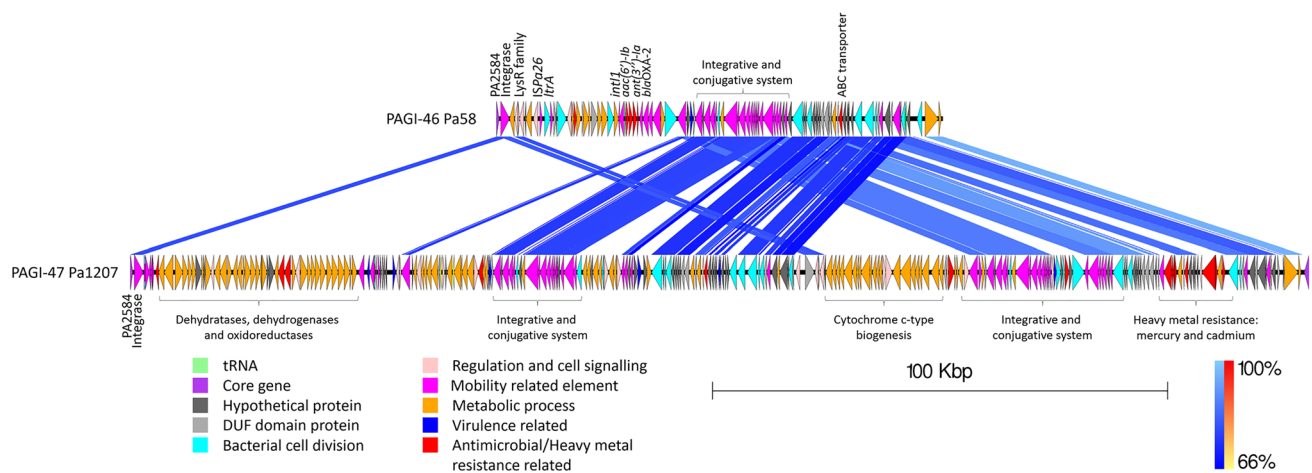 PA2584
Integrase
LysR family
ISPa26
ltrA
intI1
aac(6')-Ib
ant(3'')-Ia
blaOXA-2
Integrative and
conjugative system
ABC transporter
PAGI-46 Pa58
PAGI-47 Pa1207
PA2584
Integrase
Dehydratases, dehydrogenases
and oxidoreductases
Integrative and
conjugative system
Cytochrome c-type
biogenesis
Integrative and
conjugative system
Heavy metal resistance:
mercury and cadmium
tRNA
Core gene
Hypothetical protein
DUF domain protein
Bacterial cell division
Regulation and cell signalling
Mobility related element
Metabolic process
Virulence related
Antimicrobial/Heavy metal
resistance related
100 Kbp
100%
66%